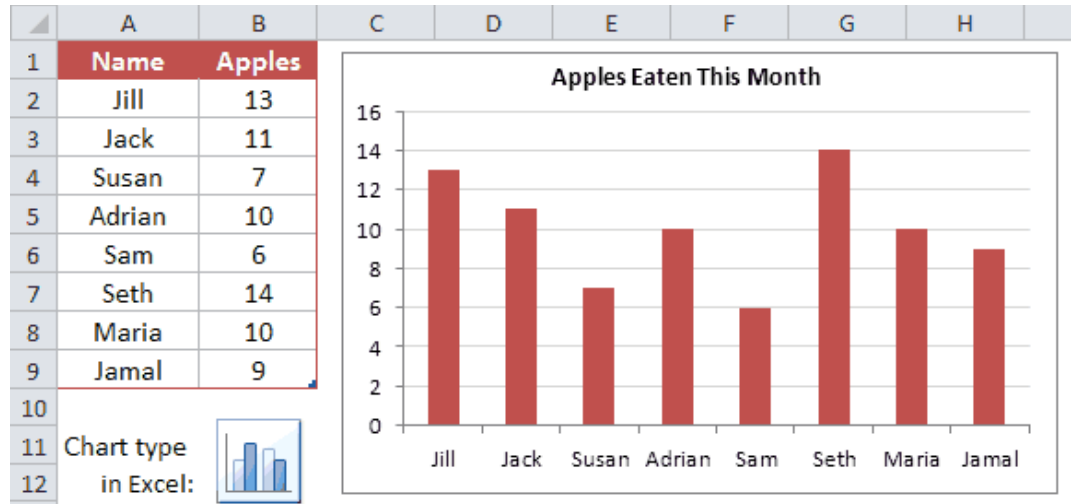 A B C D E F G H
1 Name Apples
2 Jill 13
3 Jack 11
4 Susan 7
5 Adrian 10
6 Sam 6
7 Seth 14
8 Maria 10
9 Jamal 9
10
11 Chart type
12 in Excel:
Apples Eaten This Month
16
14
12
10
8
6
4
2
0
Jill Jack Susan Adrian Sam Seth Maria Jamal